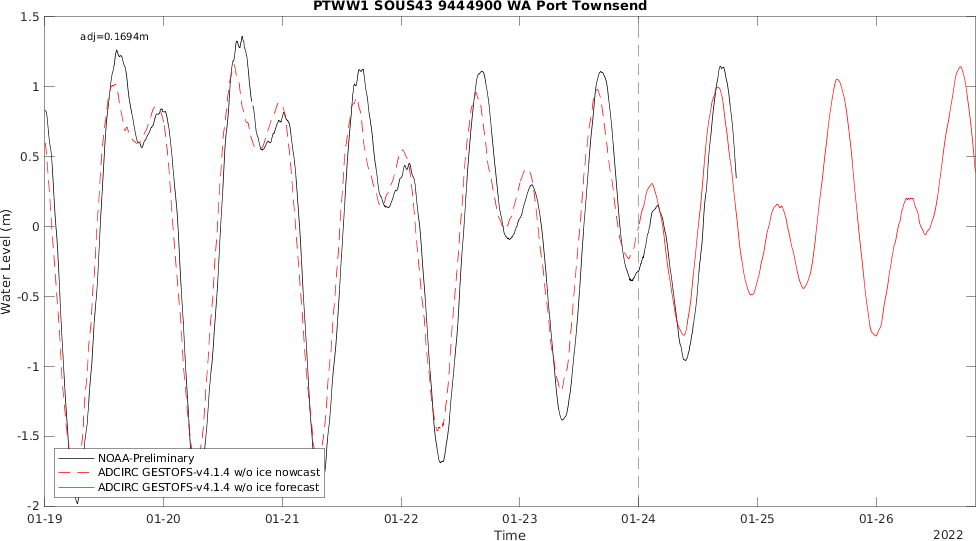 PTWW1 SOUS43 9444900 WA Port Townsend
adj=0.1694m
1.5
1
0.5
0
-0.5
-1
-1.5
-2
Water Level (m)
NOAA-Preliminary
ADCIRC GESTOFS-v4.1.4 w/o ice nowcast
ADCIRC GESTOFS-v4.1.4 w/o ice forecast
01-19 01-20 01-21 01-22 01-23 01-24 01-25 01-26
Time
2022